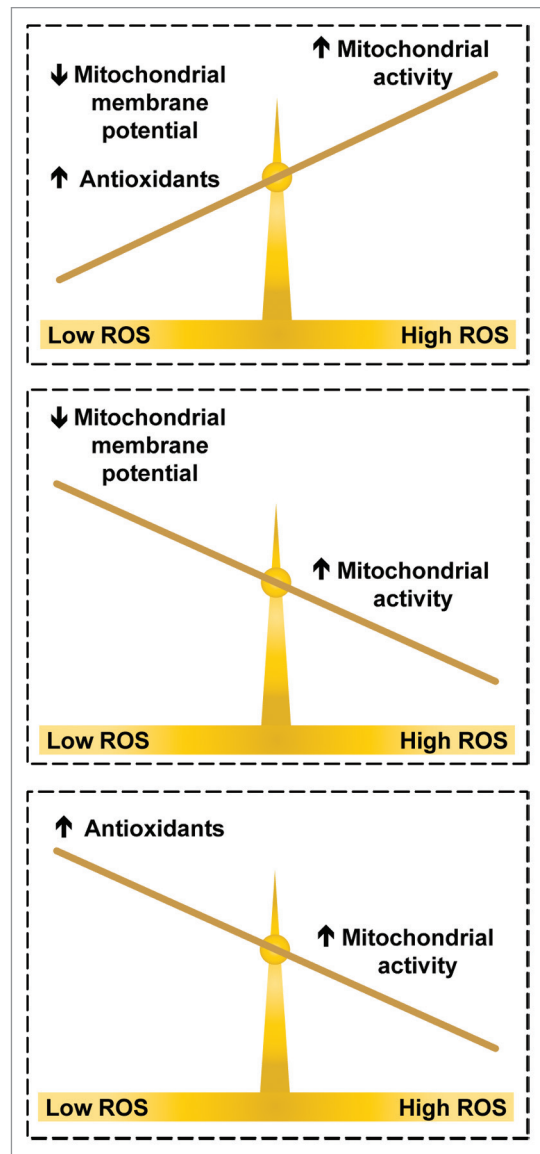 ↑ Mitochondrial
activity
↓ Mitochondrial
membrane
potential
↑ Antioxidants
Low ROS High ROS
↓ Mitochondrial
membrane
potential
↑ Mitochondrial
activity
Low ROS High ROS
↑ Antioxidants
↑ Mitochondrial
activity
Low ROS High ROS